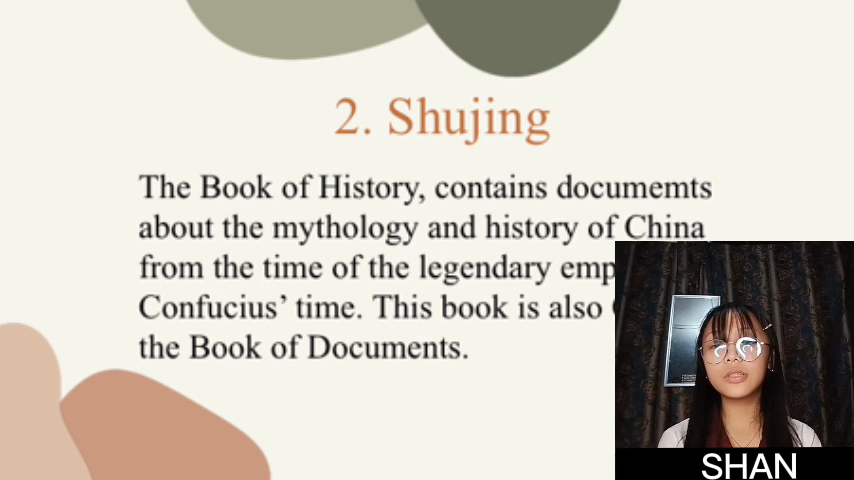 2. Shujing
The Book of History, contains documemts
about the mythology and history of China
from the time of the legendary
Confucius’ time. This book is also
the Book of Documents.
SHAN